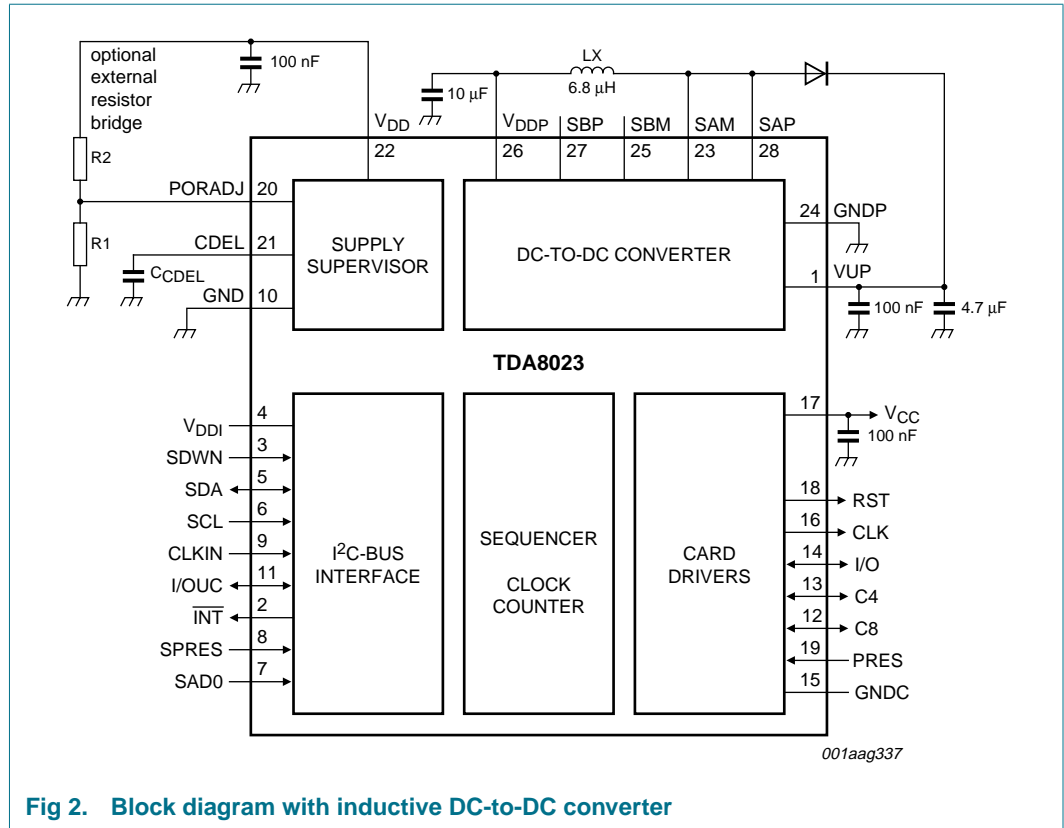 optional
external
resistor
bridge
100 nF
LX
6.8 μH
10 μF
VDD
22
VDDP
26
SBP
27
SBM
25
SAM
23
SAP
28
R2
R1
PORADJ 20
CDEL 21
CCDEL
GND 10
SUPPLY
SUPERVISOR
DC-TO-DC CONVERTER
24 GNDP
1 VUP
100 nF
4.7 μF
TDA8023
VDDI 4
SDWN 3
SDA 5
SCL 6
CLKIN 9
I/OUC 11
INT 2
SPRES 8
SAD0 7
I2C-BUS
INTERFACE
SEQUENCER
CLOCK
COUNTER
CARD
DRIVERS
17 VCC
100 nF
18 RST
16 CLK
14 I/O
13 C4
12 C8
19 PRES
15 GNDC
001aag337
Fig 2. Block diagram with inductive DC-to-DC converter